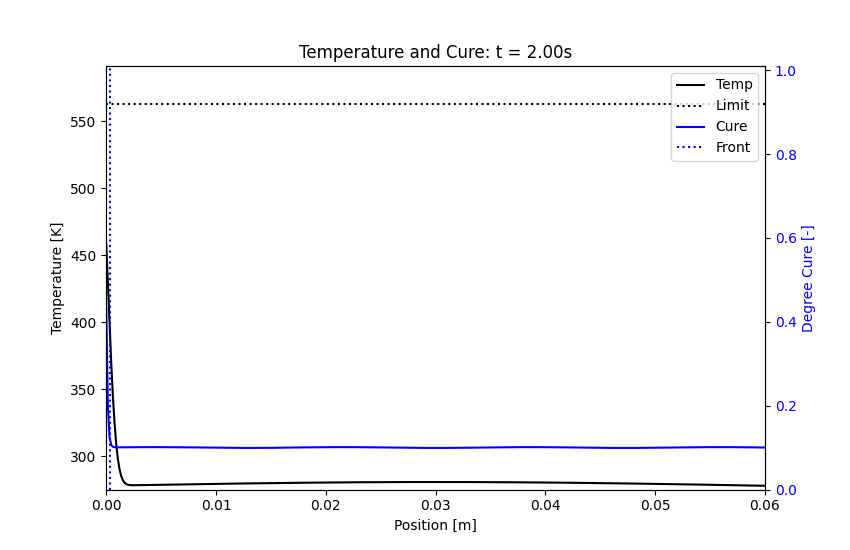 Temperature and Cure: t = 2.00s
Temp
Limit
Cure
Front
Temperature [K]
550
500
450
400
350
300
1.0
0.8
0.6
0.4
0.2
0.0
Degree Cure [-]
0.00 0.01 0.02 0.03 0.04 0.05 0.06
Position [m]